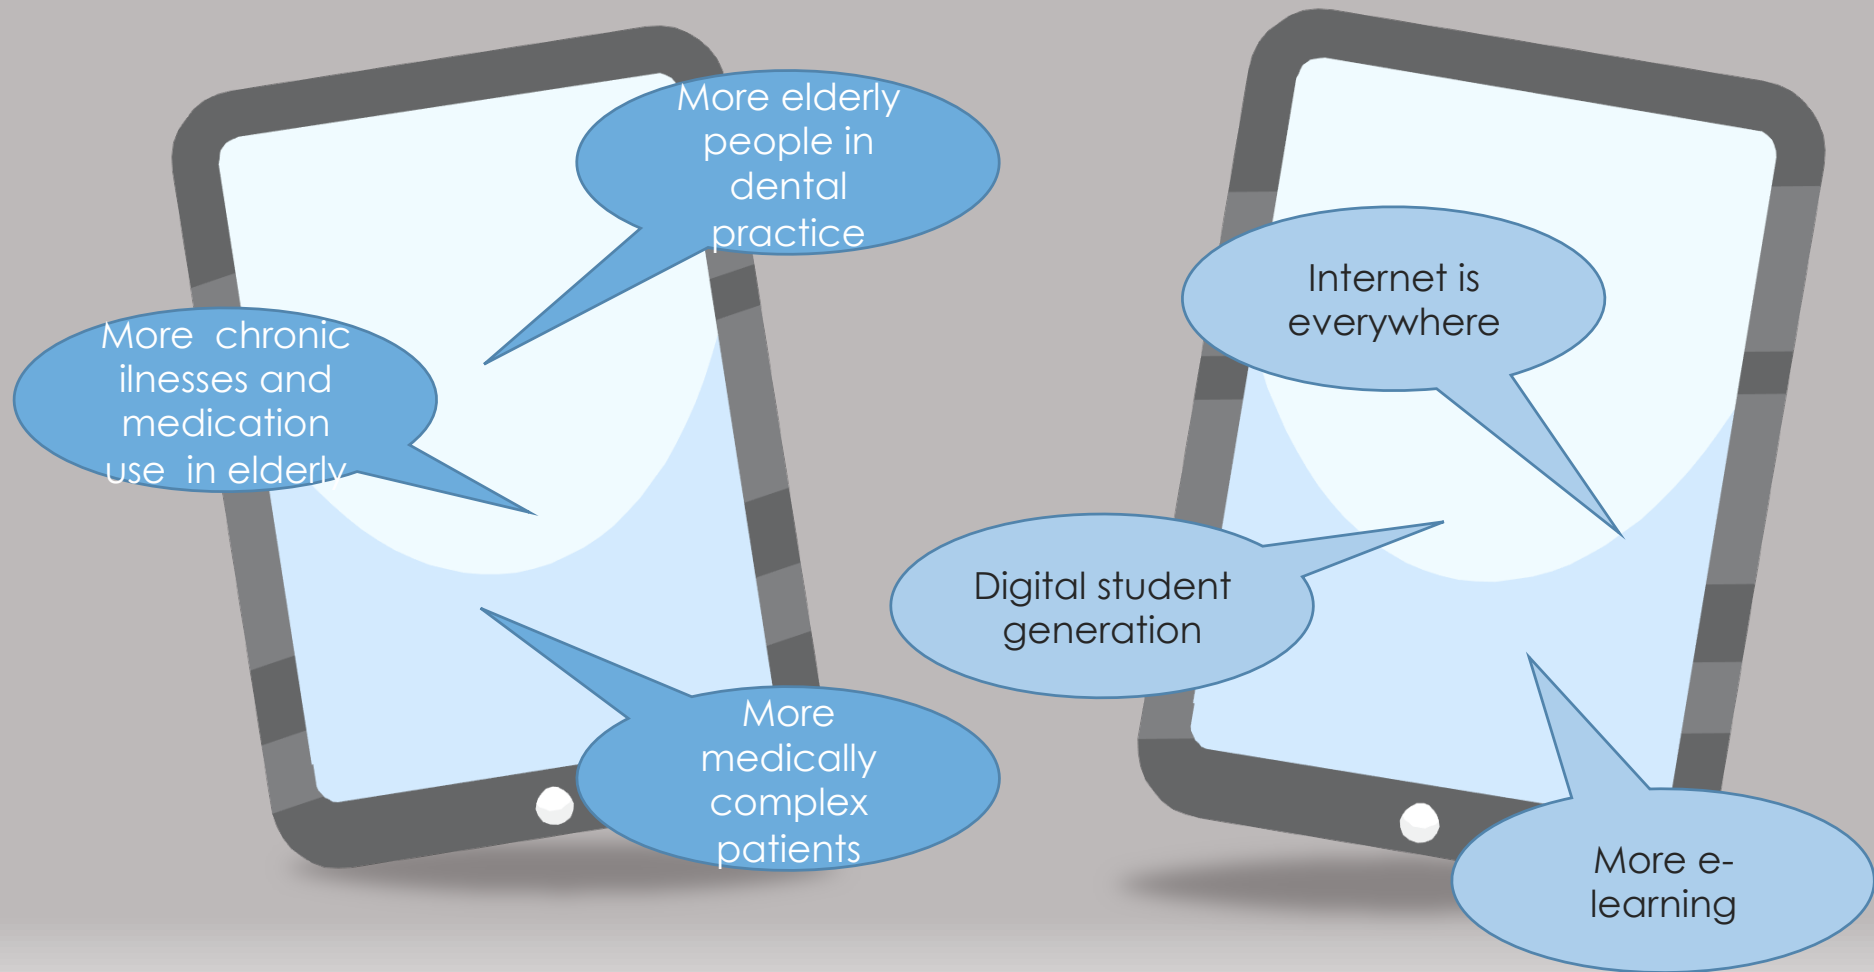 More elderly
people in
dental
practice
More chronic
ilnesses and
medication
use in elderly
More
medically
complex
patients
Internet is
everywhere
Digital student
generation
More e-
learning